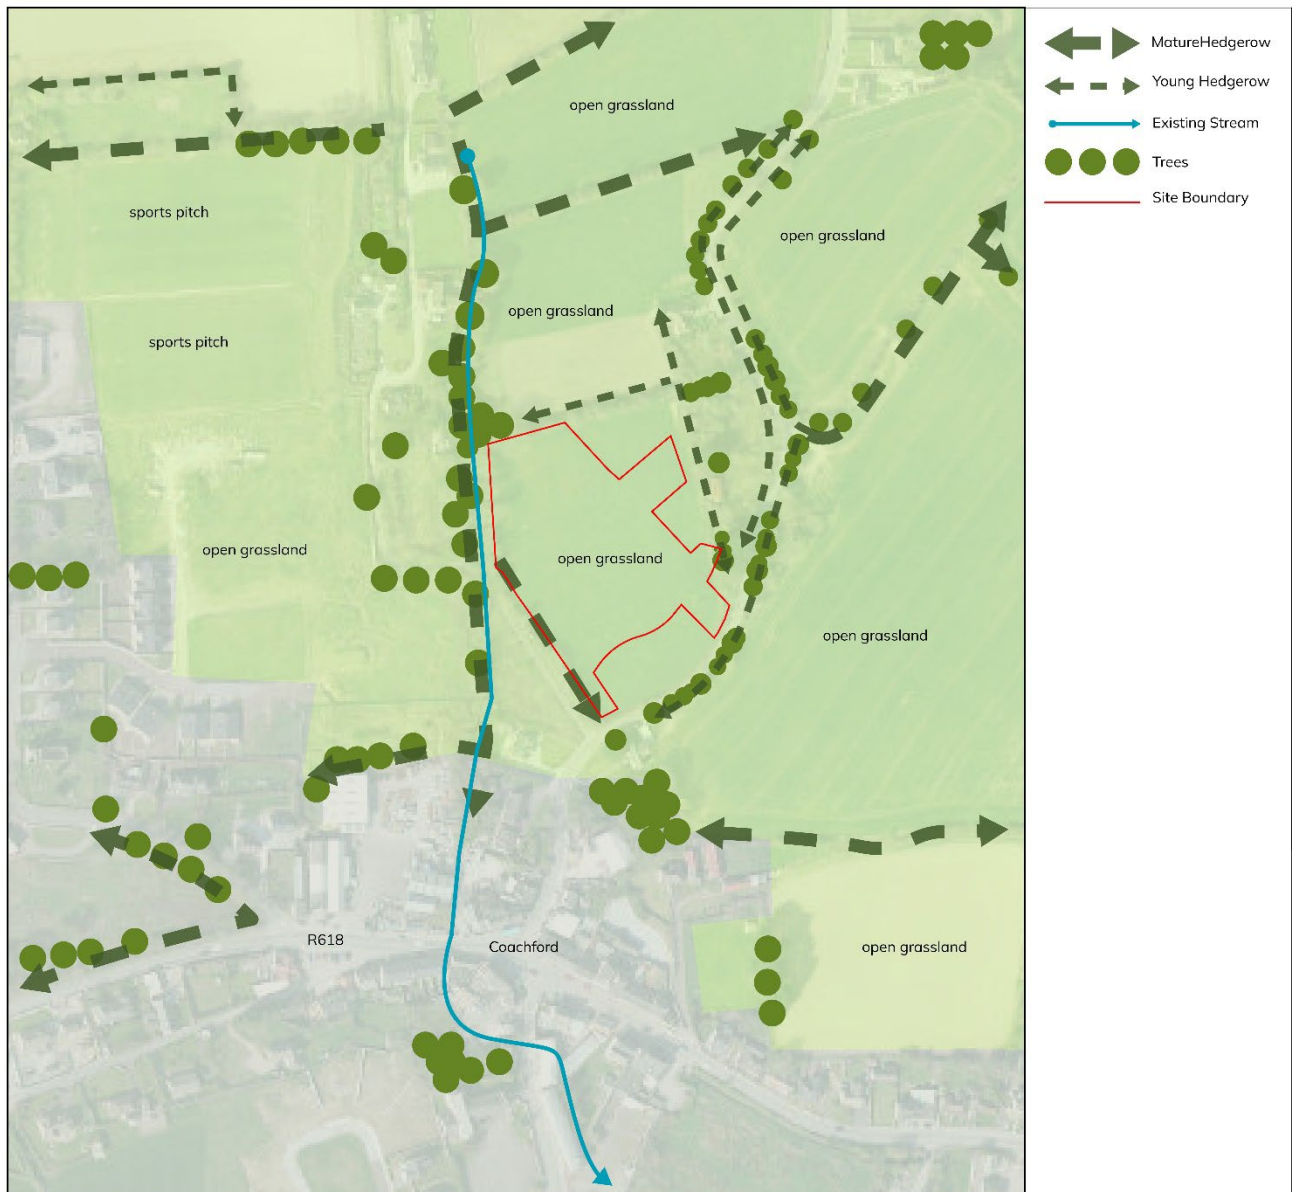 MatureHedgerow
Young Hedgerow
Existing Stream
Trees
Site Boundary
open grassland
sports pitch
open grassland
open grassland
sports pitch
open grassland
open grassland
open grassland
R618
Coachford
open grassland